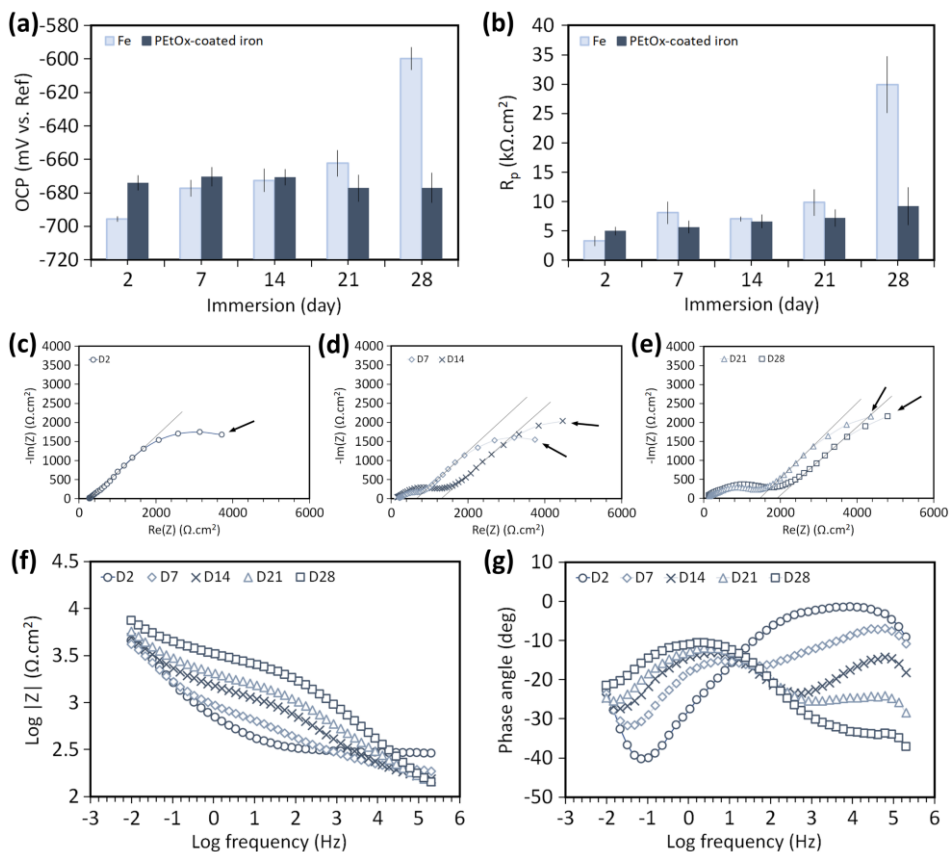 (a)
-580
-600
-620
-640
-660
-680
-700
-720
OCP (mV vs. Ref)
Fe PEtOx-coated iron
2 7 14 21 28
Immersion (day)
(b)
40
35
30
25
20
15
10
5
0
Rp (kΩ.cm²)
Fe PEtOx-coated iron
2 7 14 21 28
Immersion (day)
(c)
4000
3500
3000
2500
2000
1500
1000
500
0
-Im(Z) (Ω.cm²)
D2
0 2000 4000 6000
Re(Z) (Ω.cm²)
(d)
4000
3500
3000
2500
2000
1500
1000
500
0
-Im(Z) (Ω.cm²)
D7 D14
0 2000 4000 6000
Re(Z) (Ω.cm²)
(e)
4000
3500
3000
2500
2000
1500
1000
500
0
-Im(Z) (Ω.cm²)
D21 D28
0 2000 4000 6000
Re(Z) (Ω.cm²)
(f)
4.5
4
3.5
3
2.5
2
Log |Z| (Ω.cm²)
D2 D7 D14 D21 D28
-3 -2 -1 0 1 2 3 4 5 6
Log frequency (Hz)
(g)
10
0
-10
-20
-30
-40
-50
Phase angle (deg)
D2 D7 D14 D21 D28
-3 -2 -1 0 1 2 3 4 5 6
Log frequency (Hz)